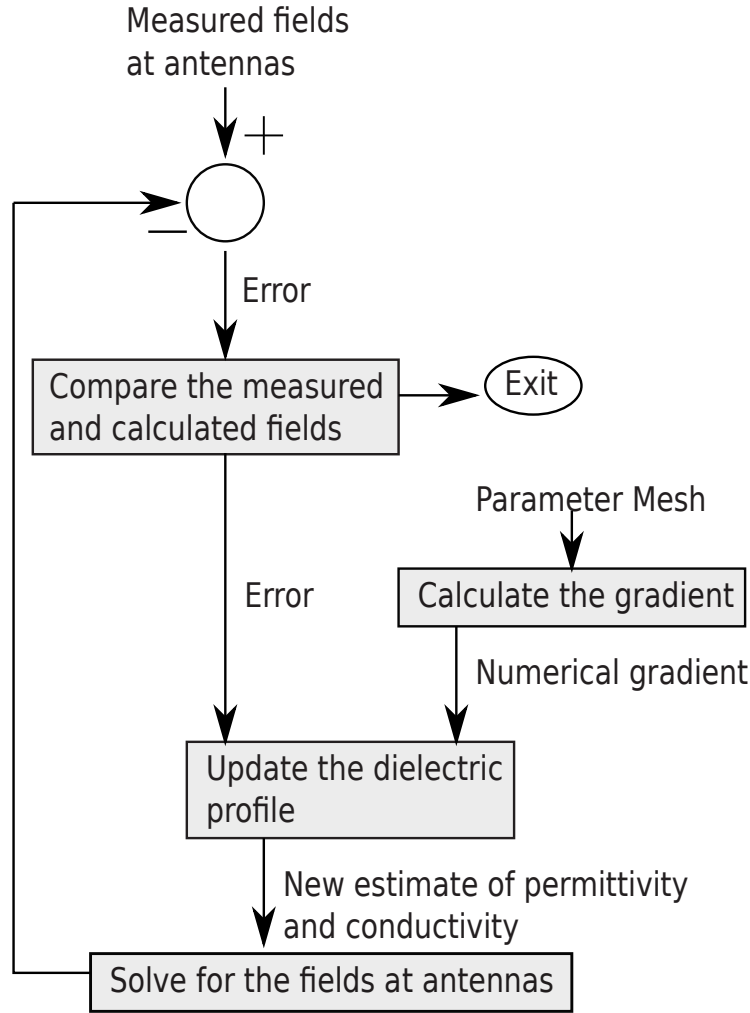 Measured fields
at antennas
+
−
Error
Compare the measured
and calculated fields
Exit
Parameter Mesh
Calculate the gradient
Error
Numerical gradient
Update the dielectric
profile
New estimate of permittivity
and conductivity
Solve for the fields at antennas